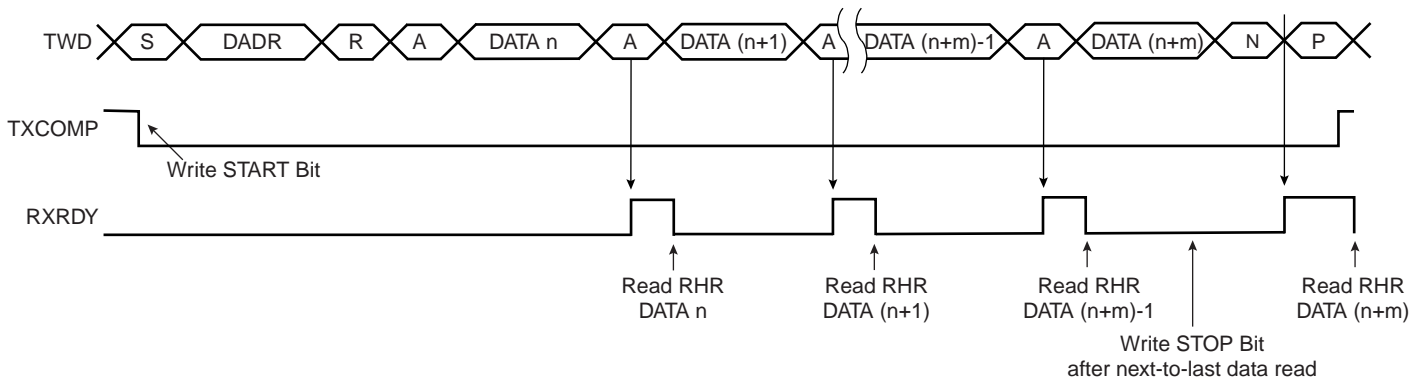 TWD S DADR R A DATA n A DATA (n+1) A DATA (n+m)-1 A DATA (n+m) N P
TXCOMP
Write START Bit
RXRDY
Read RHR Read RHR Read RHR Read RHR
DATA n DATA (n+1) DATA (n+m)-1 DATA (n+m)
Write STOP Bit
after next-to-last data read